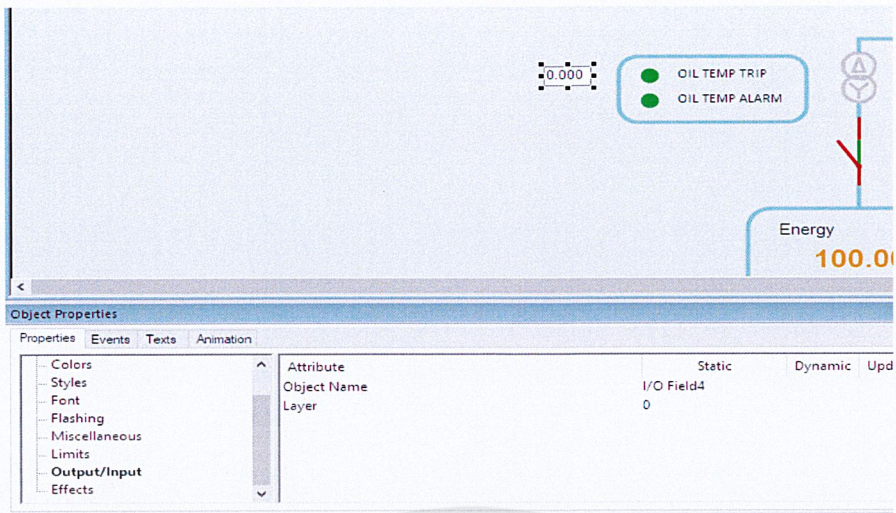 0.000
OIL TEMP TRIP
OIL TEMP ALARM
Energy
100.00
Object Properties
Properties Events Texts Animation
Colors
Styles
Font
Flashing
Miscellaneous
Limits
Output/Input
Effects
Attribute Static Dynamic Upd
Object Name I/O Field4
Layer 0